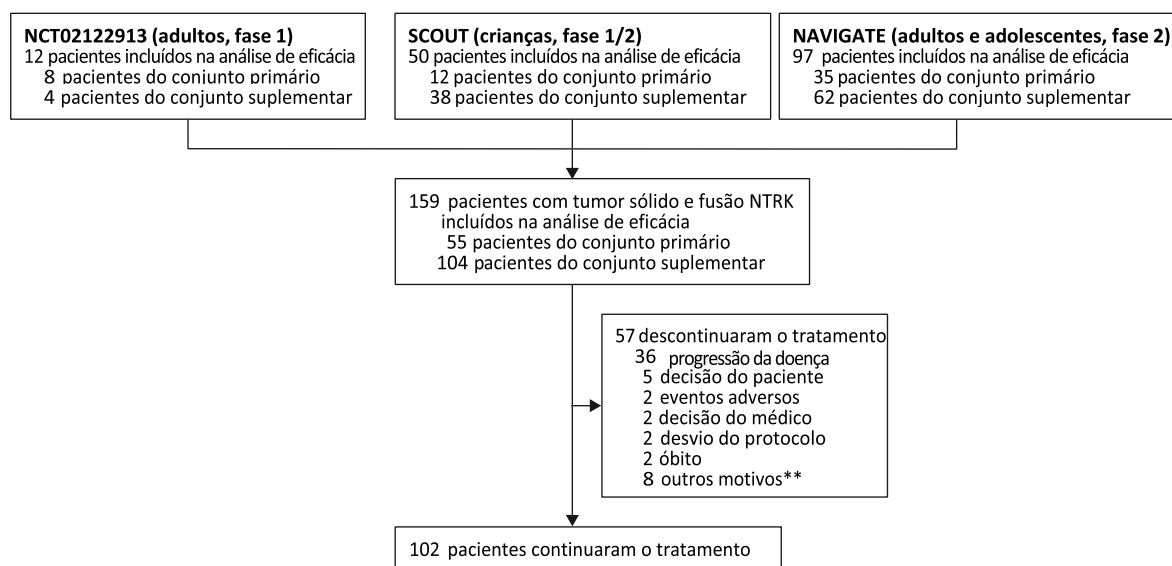 NCT02122913 (adultos, fase 1)
12 pacientes incluídos na análise de eficácia
8 pacientes do conjunto primário
4 pacientes do conjunto suplementar
SCOUT (crianças, fase 1/2)
50 pacientes incluídos na análise de eficácia
12 pacientes do conjunto primário
38 pacientes do conjunto suplementar
NAVIGATE (adultos e adolescentes, fase 2)
97 pacientes incluídos na análise de eficácia
35 pacientes do conjunto primário
62 pacientes do conjunto suplementar
159 pacientes com tumor sólido e fusão NTRK
incluídos na análise de eficácia
55 pacientes do conjunto primário
104 pacientes do conjunto suplementar
57 descontinuaram o tratamento
36 progressão da doença
5 decisão do paciente
2 eventos adversos
2 decisão do médico
2 desvio do protocolo
2 óbito
8 outros motivos**
102 pacientes continuaram o tratamento